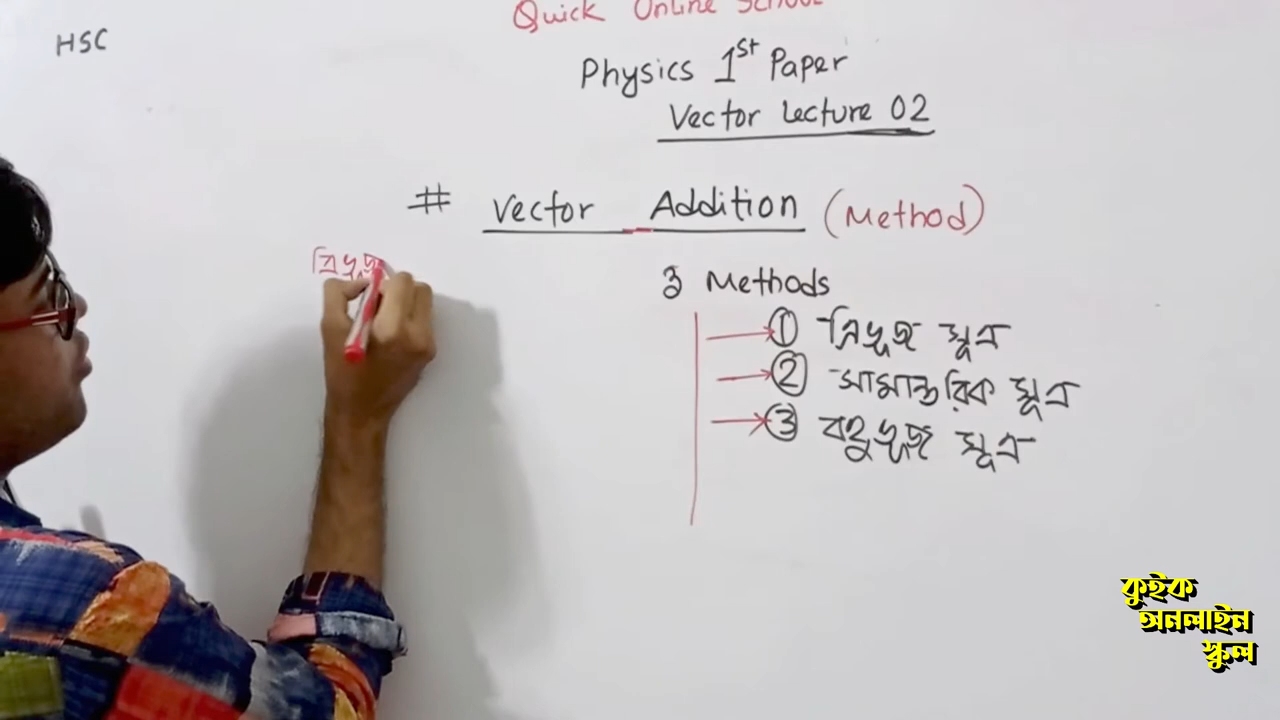 Quick Online School
HSC
Physics 1st Paper
Vector Lecture 02
# Vector Addition (Method)
ত্রিভুজ
3 Methods
① ত্রিভুজ সূত্র
② সামান্তরিক সূত্র
③ বহুভুজ সূত্র
কুইক
অনলাইন
স্কুল